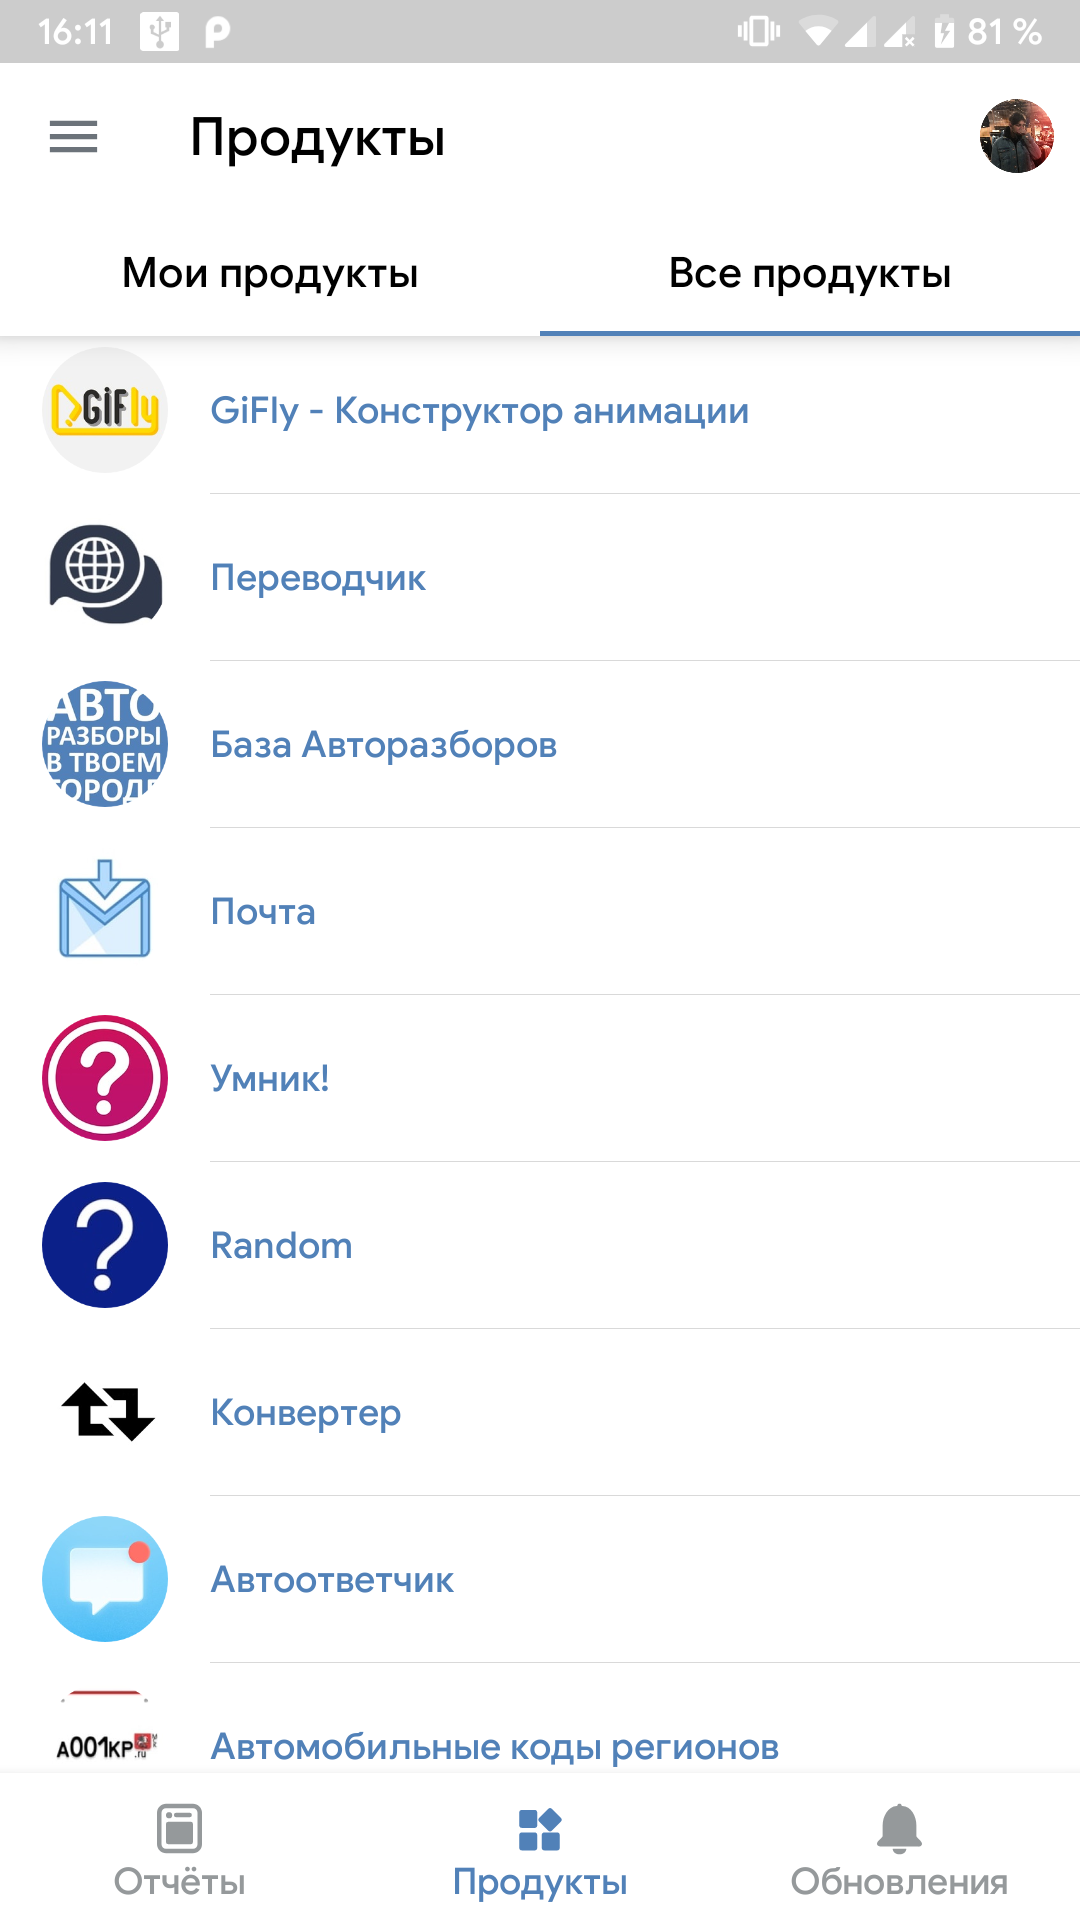 16:11
81 %
Продукты
Мои продукты
Все продукты
GiFly
GiFly - Конструктор анимации
Переводчик
АВТО
РАЗБОРЫ
В ТВОЕМ
ГОРОДЕ
База Авторазборов
Почта
?
Умник!
?
Random
Конвертер
Автоответчик
А001КР
.ru
Автомобильные коды регионов
Отчёты
Продукты
Обновления